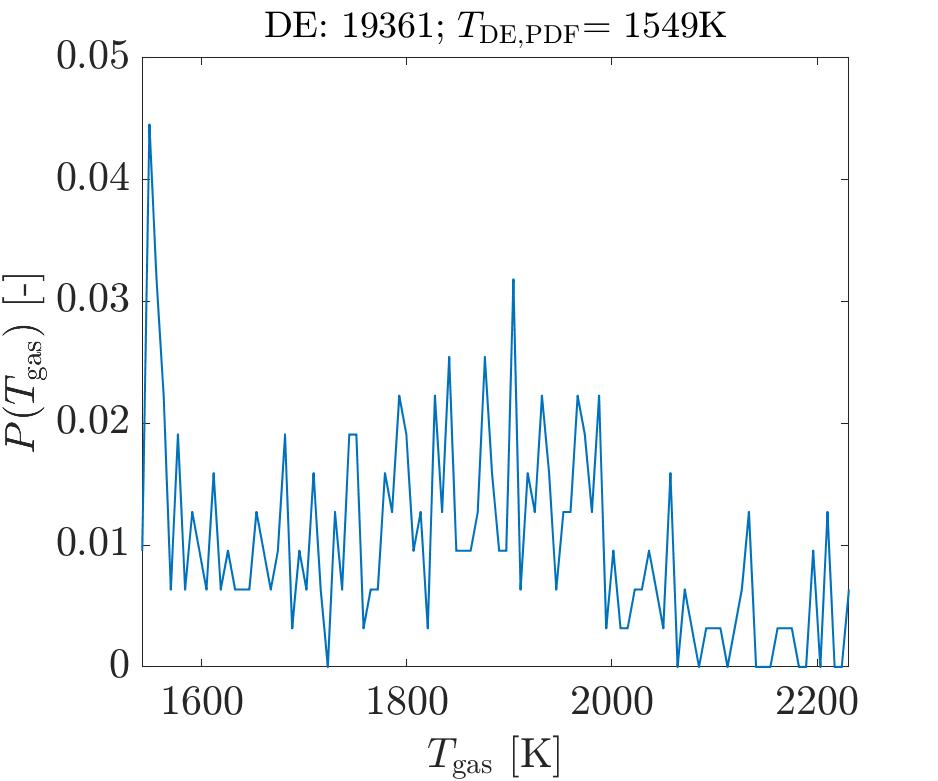 DE: 19361; T_DE,PDF= 1549K
0.05
0.04
0.03
0.02
0.01
0
P(T_gas) [-]
1600 1800 2000 2200
T_gas [K]